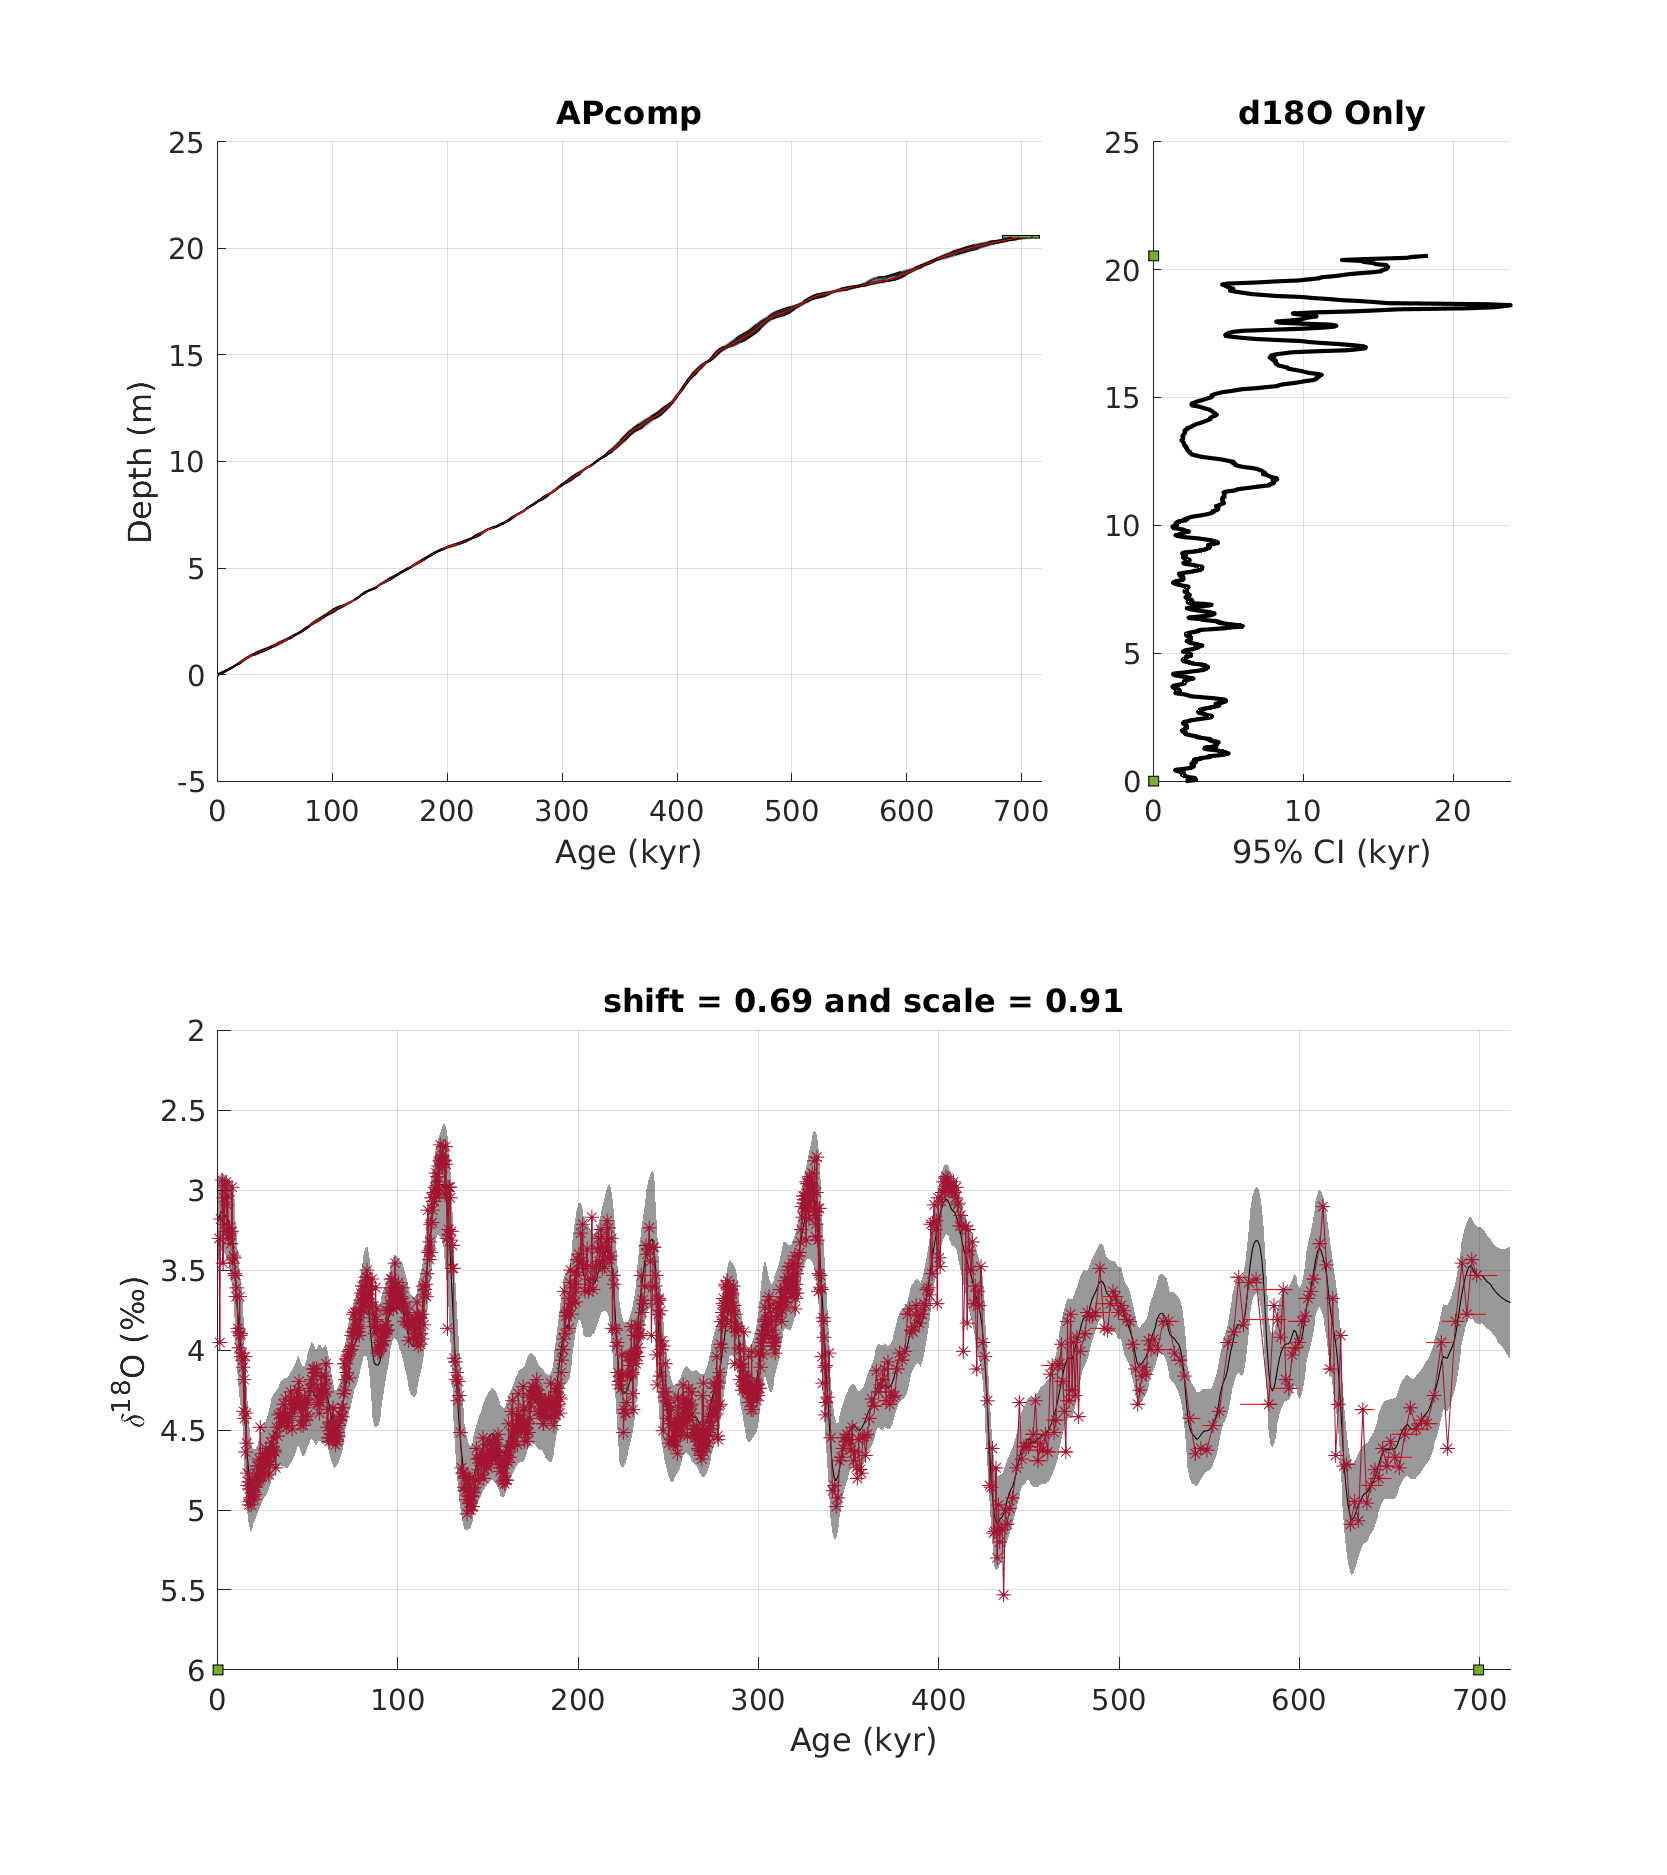 APcomp
25
20
15
10
5
0
-5
0 100 200 300 400 500 600 700
Age (kyr)
Depth (m)
d18O Only
25
20
15
10
5
0
0 10 20
95% CI (kyr)
shift = 0.69 and scale = 0.91
2
2.5
3
3.5
4
4.5
5
5.5
6
0 100 200 300 400 500 600 700
Age (kyr)
δ18O (‰)